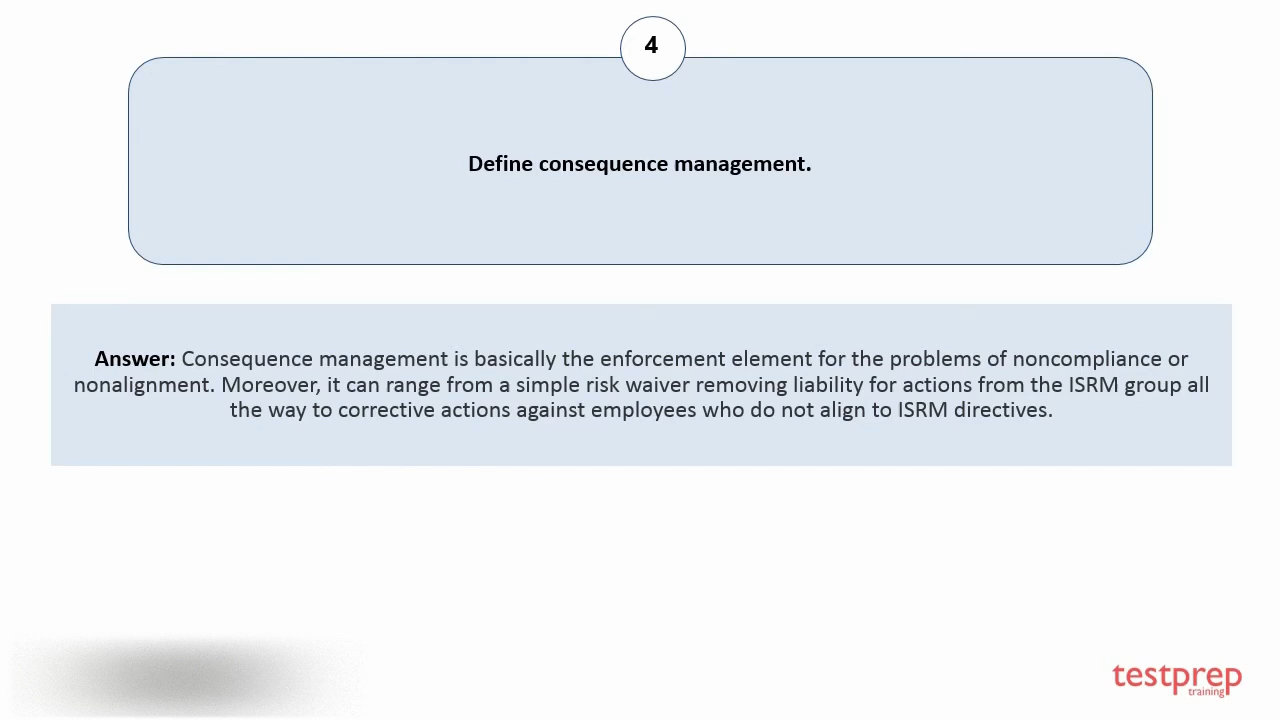 4
Define consequence management.
Answer: Consequence management is basically the enforcement element for the problems of noncompliance or
nonalignment. Moreover, it can range from a simple risk waiver removing liability for actions from the ISRM group all
the way to corrective actions against employees who do not align to ISRM directives.
testprep
training